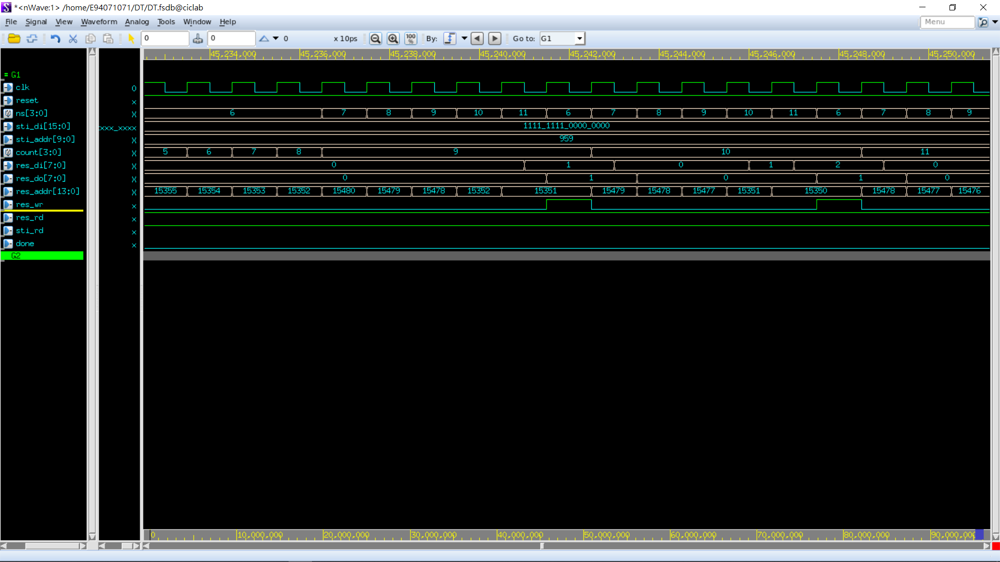 *<nWave:1> /home/E94071071/DT/DT.fsdb@ciclab
File Signal View Waveform Analog Tools Window Help Menu
0 0 0 x 10ps 100 % By: Go to: G1
45,234,000 45,236,000 45,238,000 45,240,000 45,242,000 45,244,000 45,246,000 45,248,000 45,250,000
= G1
clk 0
reset x
ns[3:0] X 6 7 8 9 10 11 6 7 8 9 10 11 6 7 8 9
sti_di[15:0] xxx_xxxx 1111_1111_0000_0000
sti_addr[9:0] X 959
count[3:0] X 5 6 7 8 9 10 11
res_di[7:0] X 0 1 0 1 2 0
res_do[7:0] X 0 1 0 1 0
res_addr[13:0] X 15355 15354 15353 15352 15480 15479 15478 15352 15351 15479 15478 15477 15351 15350 15478 15477 15476
res_wr x
res_rd x
sti_rd x
done x
G2
0 10,000,000 20,000,000 30,000,000 40,000,000 50,000,000 60,000,000 70,000,000 80,000,000